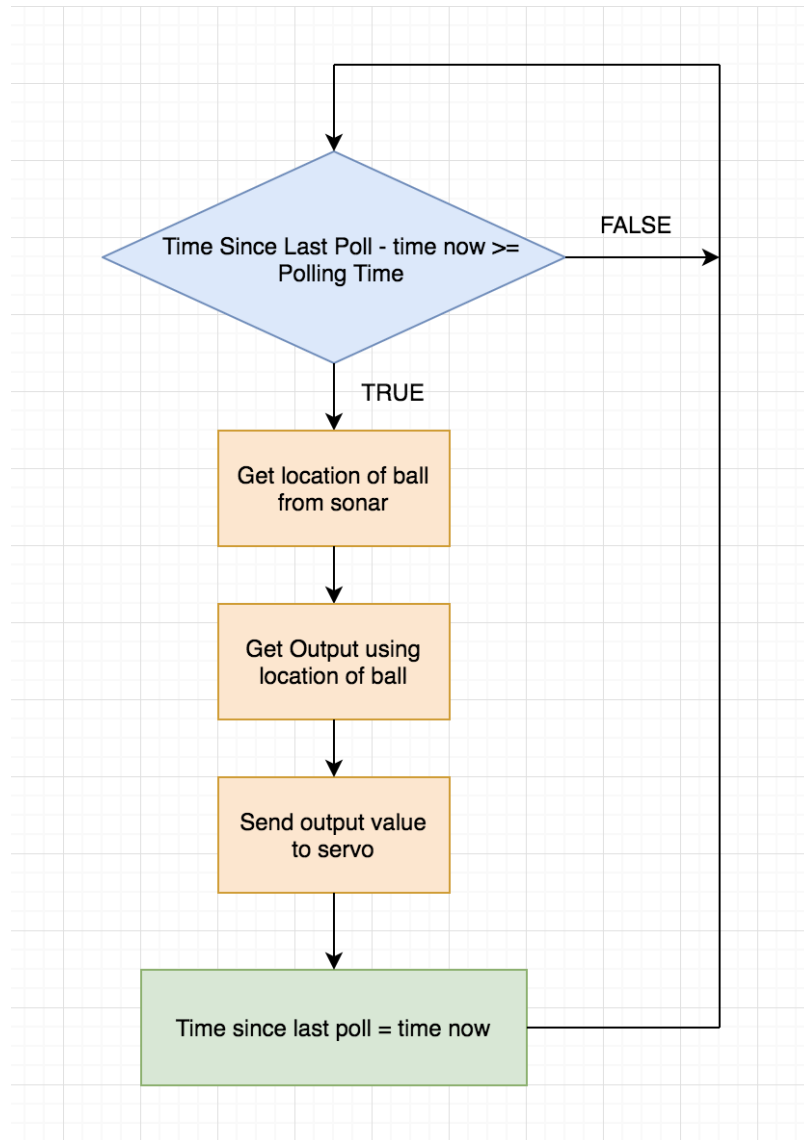 Time Since Last Poll - time now >=
Polling Time
FALSE
TRUE
Get location of ball
from sonar
Get Output using
location of ball
Send output value
to servo
Time since last poll = time now